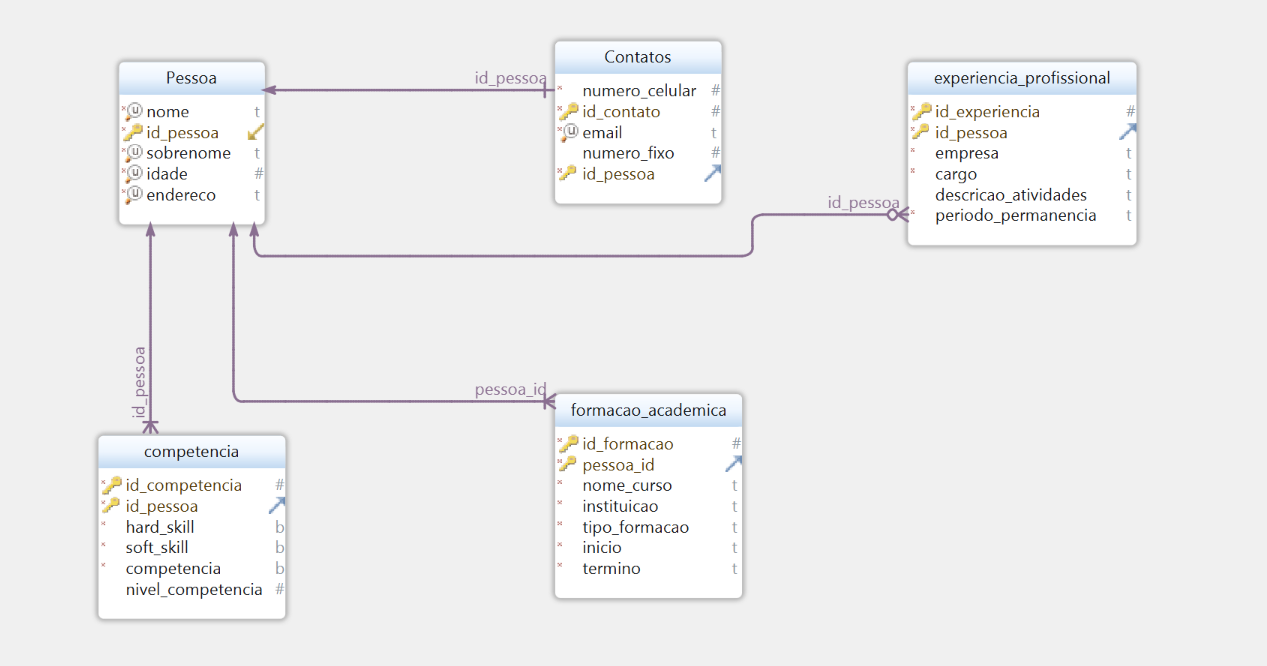 Pessoa
nome t
id_pessoa
sobrenome t
idade #
endereco t
id_pessoa
Contatos
numero_celular #
id_contato #
email t
numero_fixo #
id_pessoa
experiencia_profissional
id_experiencia #
id_pessoa
empresa t
cargo t
descricao_atividades t
periodo_permanencia t
id_pessoa
id_pessoa
pessoa_id
competencia
id_competencia #
id_pessoa
hard_skill b
soft_skill b
competencia b
nivel_competencia #
formacao_academica
id_formacao #
pessoa_id
nome_curso t
instituicao t
tipo_formacao t
inicio t
termino t